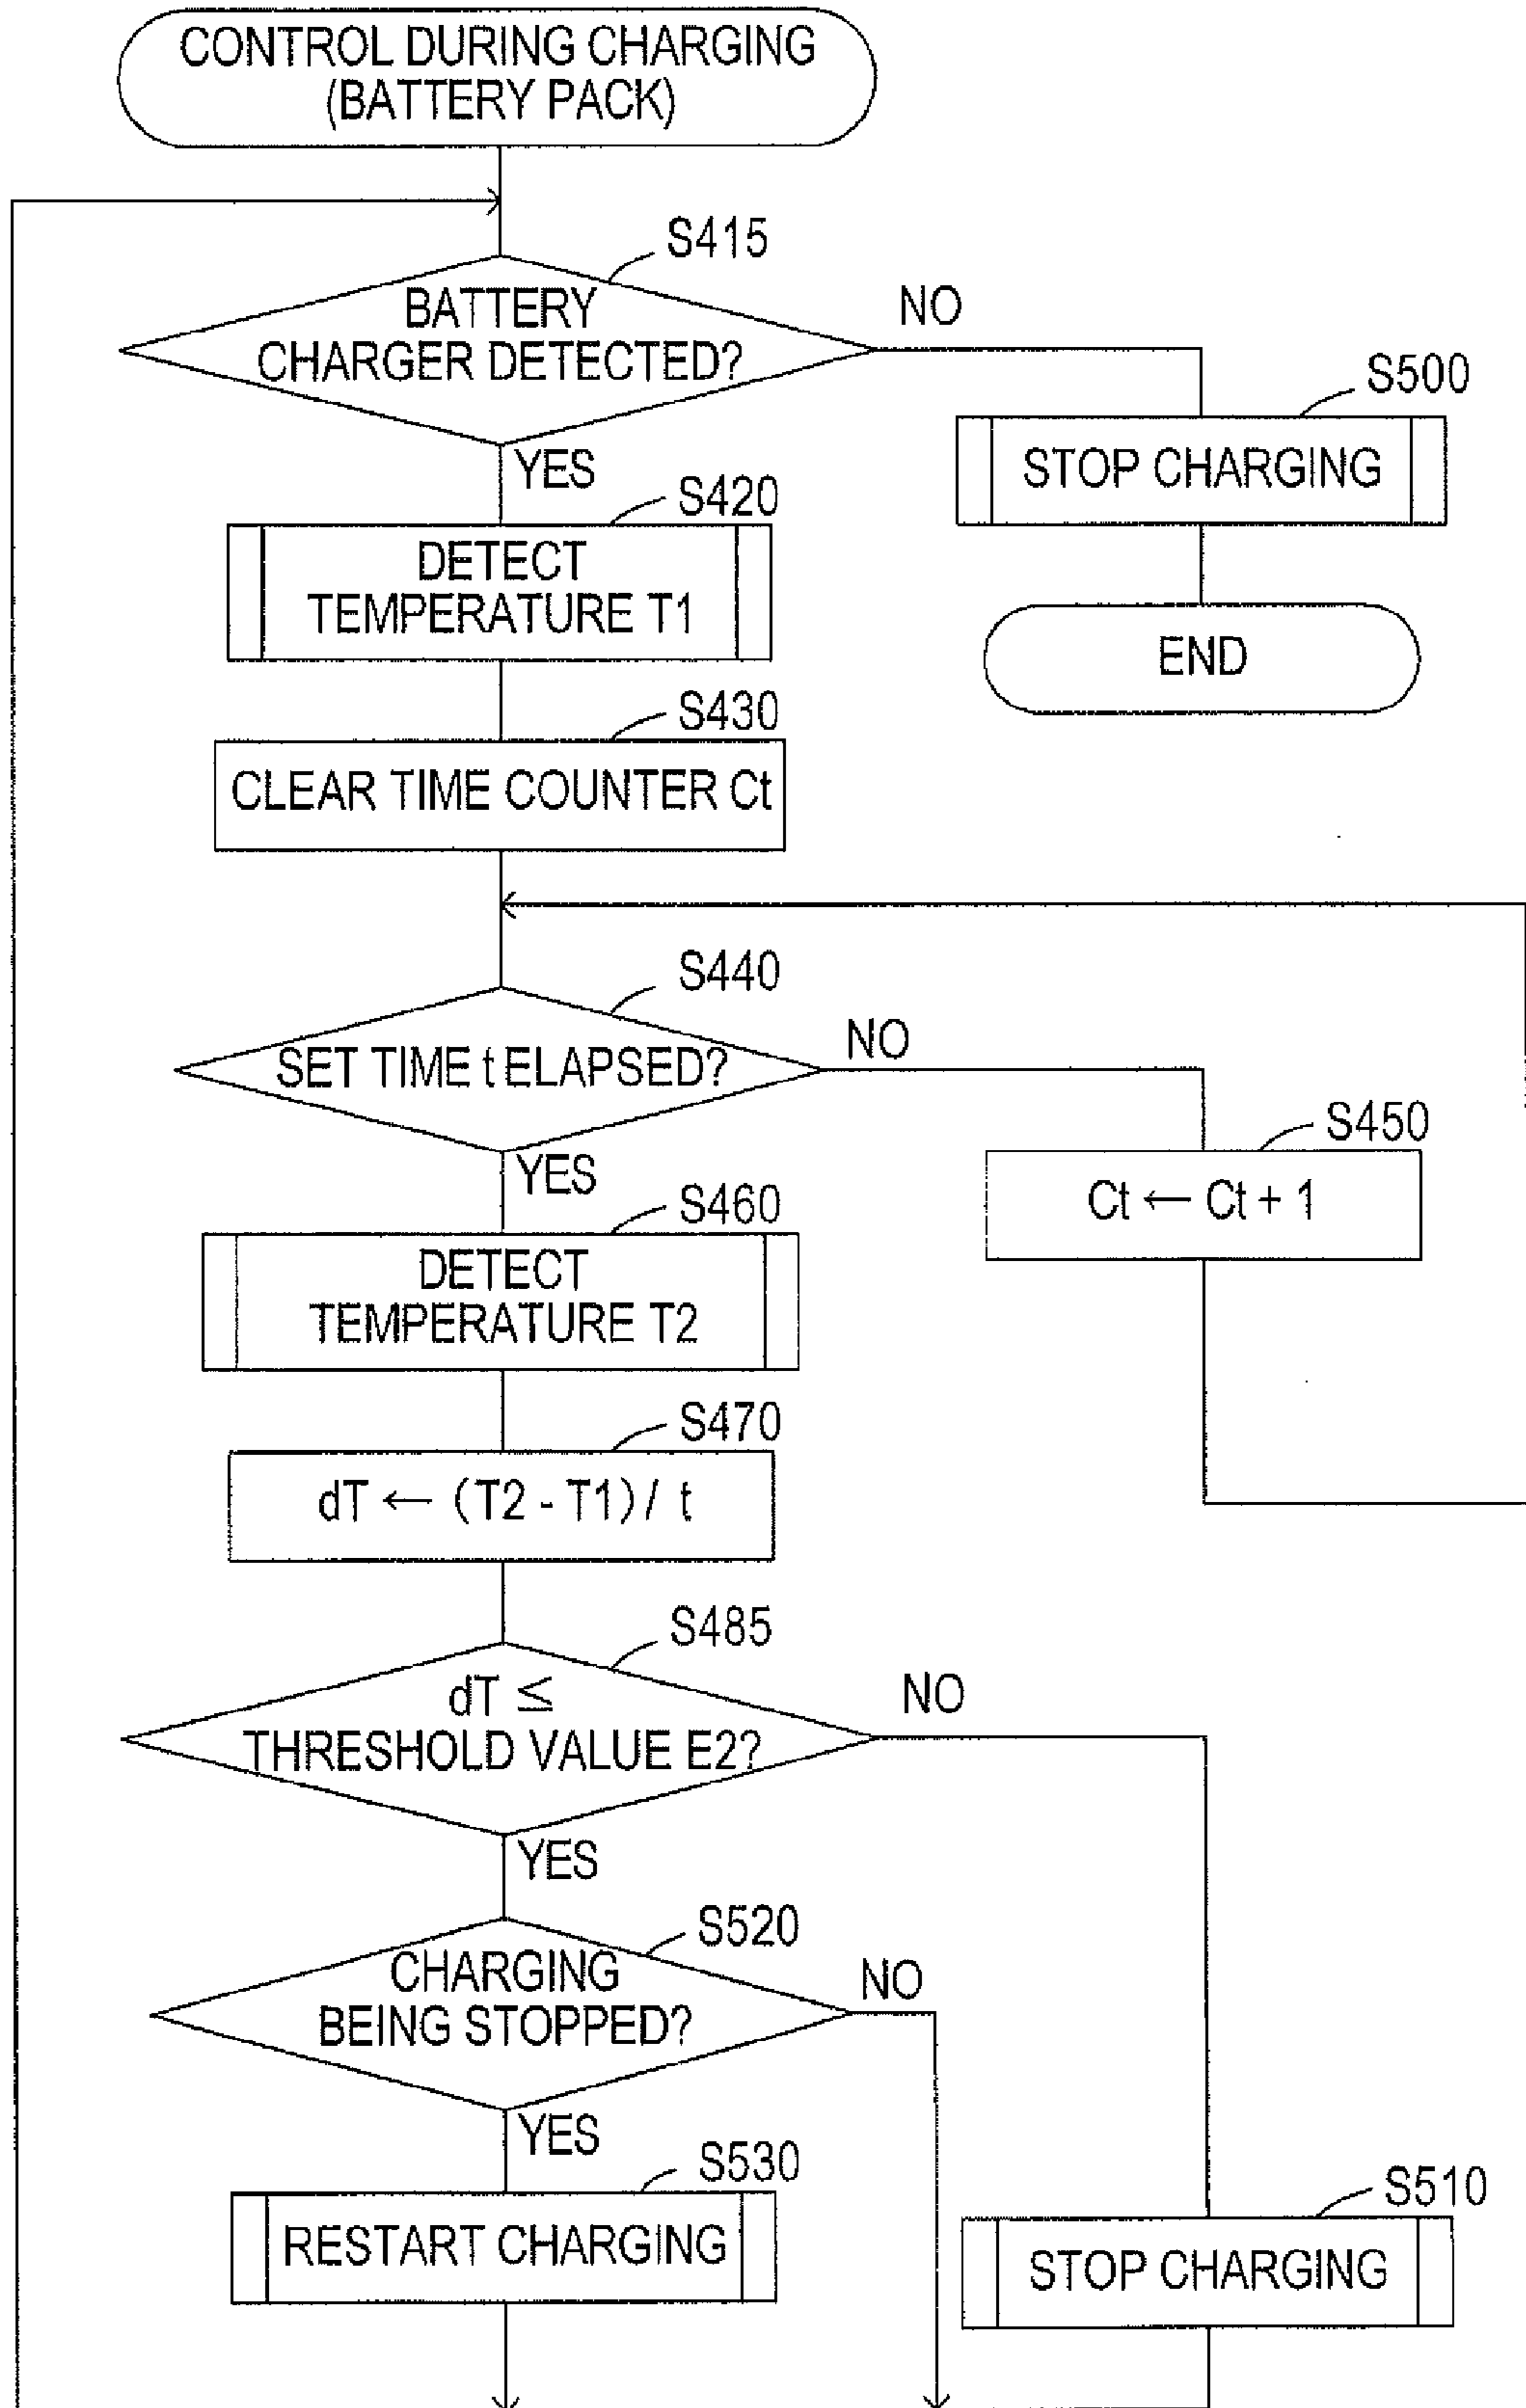 CONTROL DURING CHARGING
(BATTERY PACK)
S415
BATTERY
CHARGER DETECTED?
NO
S500
STOP CHARGING
YES
S420
DETECT
TEMPERATURE T1
END
S430
CLEAR TIME COUNTER Ct
S440
SET TIME t ELAPSED?
NO
S450
Ct ← Ct + 1
YES
S460
DETECT
TEMPERATURE T2
S470
dT ← (T2 - T1) / t
S485
dT ≤
THRESHOLD VALUE E2?
NO
YES
S520
CHARGING
BEING STOPPED?
NO
YES
S530
RESTART CHARGING
S510
STOP CHARGING